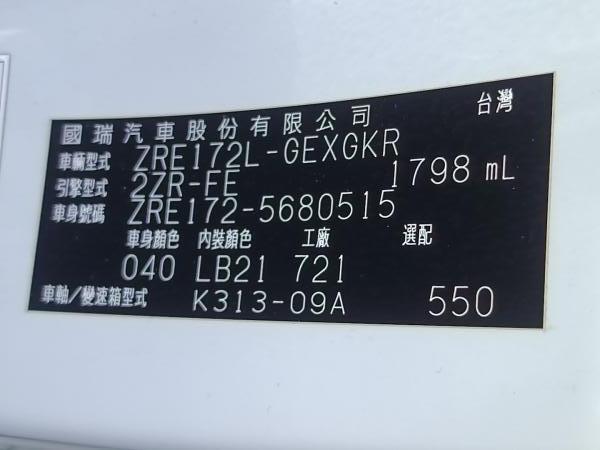 國瑞汽車股份有限公司 台灣
車輛型式 ZRE172L-GEXGKR
引擎型式 2ZR-FE 1798 mL
車身號碼 ZRE172-5680515
車身顏色 內裝顏色 工廠 選配
040 LB21 721
車軸/變速箱型式 K313-09A 550